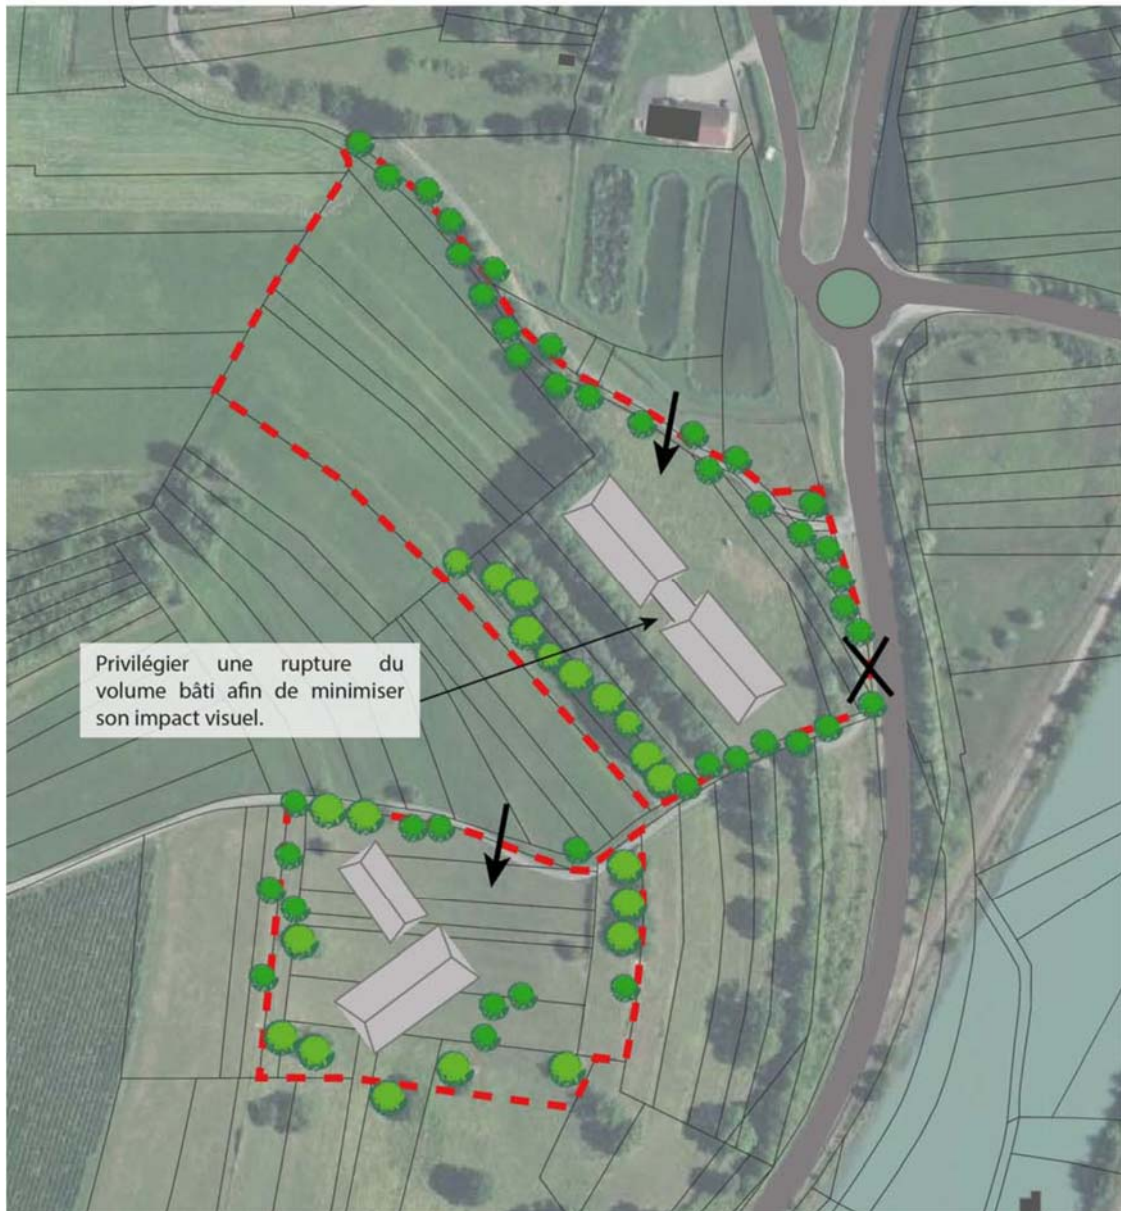 Privilégier une rupture du
volume bâti afin de minimiser
son impact visuel.